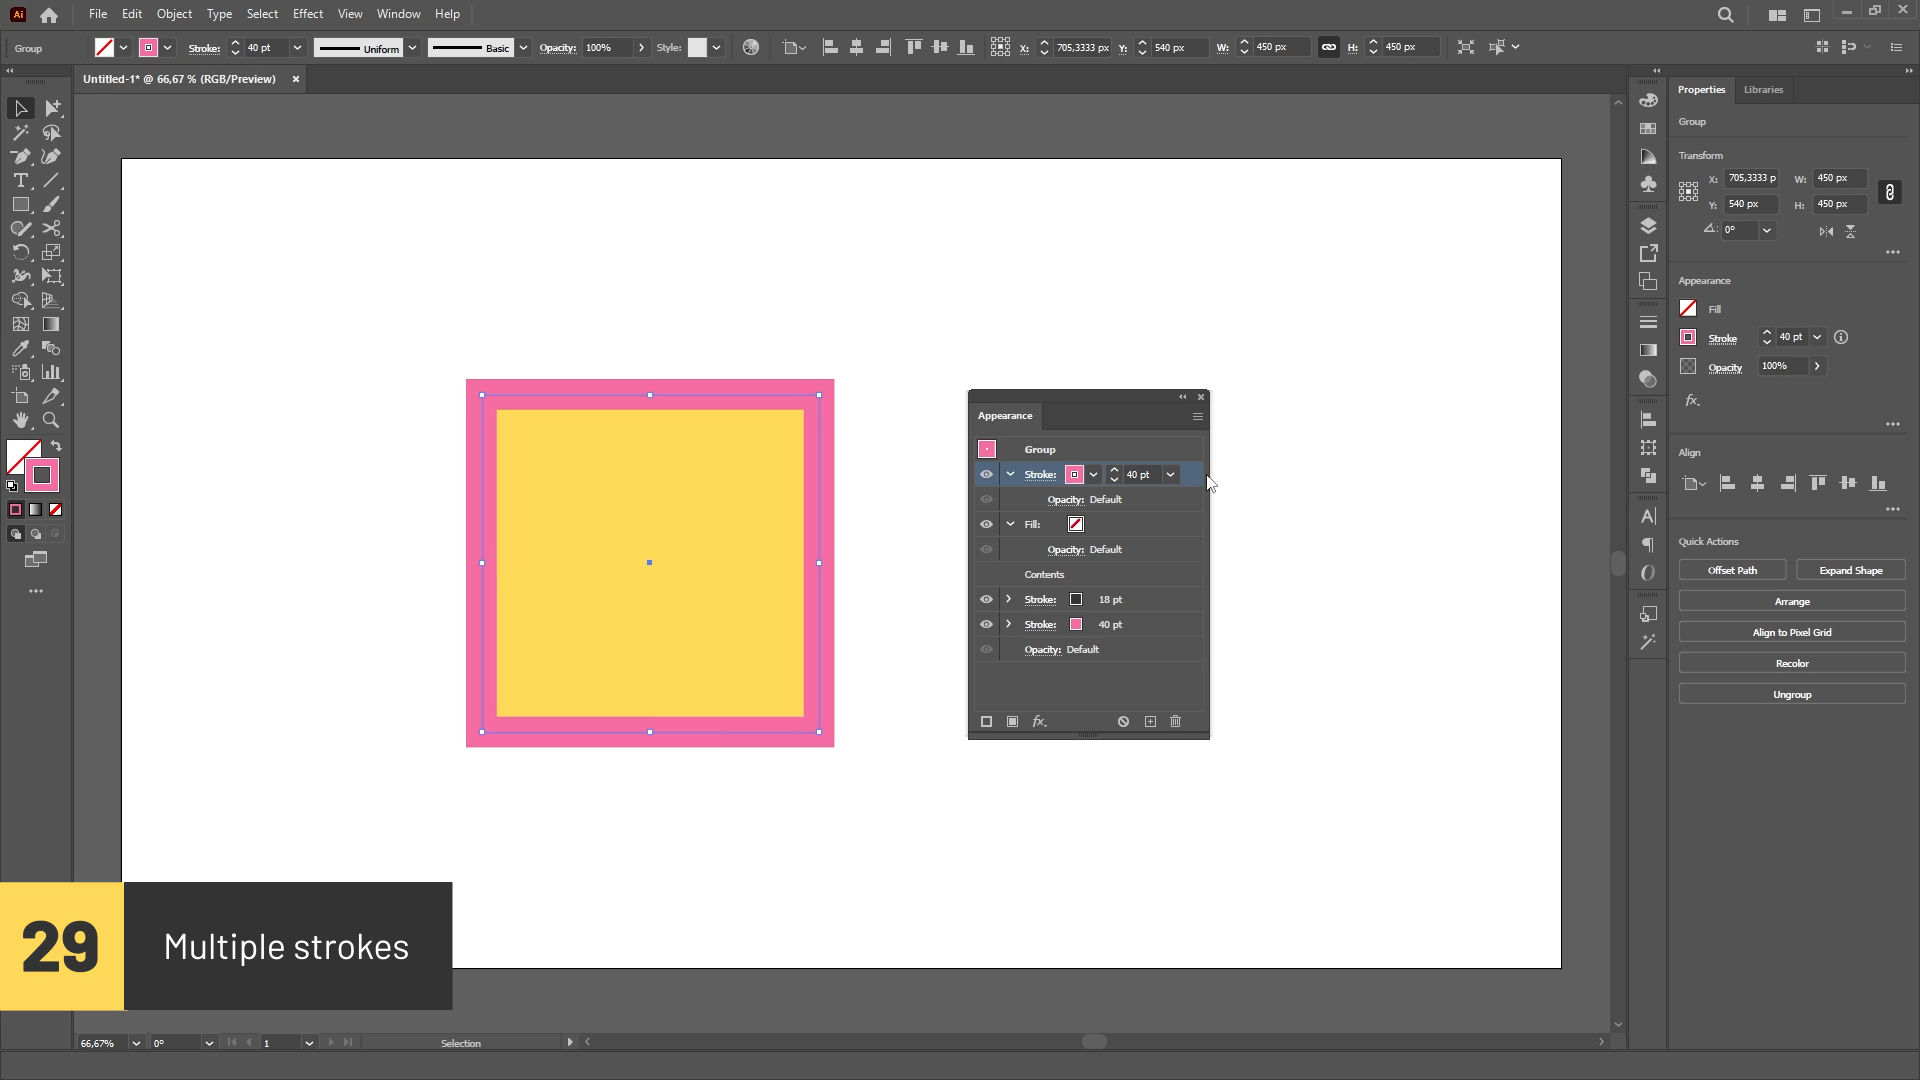 Ai File Edit Object Type Select Effect View Window Help
Group Stroke: 40 pt Uniform Basic Opacity: 100% Style: X: 705,3333 px Y: 540 px W: 450 px H: 450 px
Untitled-1* @ 66,67 % (RGB/Preview)
Properties Libraries
Group
Transform
X: 705,3333 p W: 450 px
Y: 540 px H: 450 px
0°
Appearance
Fill
Stroke 40 pt
Opacity 100%
fx
Align
Quick Actions
Offset Path Expand Shape
Arrange
Align to Pixel Grid
Recolor
Ungroup
Appearance
Group
Stroke: 40 pt
Opacity: Default
Fill:
Opacity: Default
Contents
Stroke: 18 pt
Stroke: 40 pt
Opacity: Default
fx
29 Multiple strokes
66,67% 0° 1 Selection